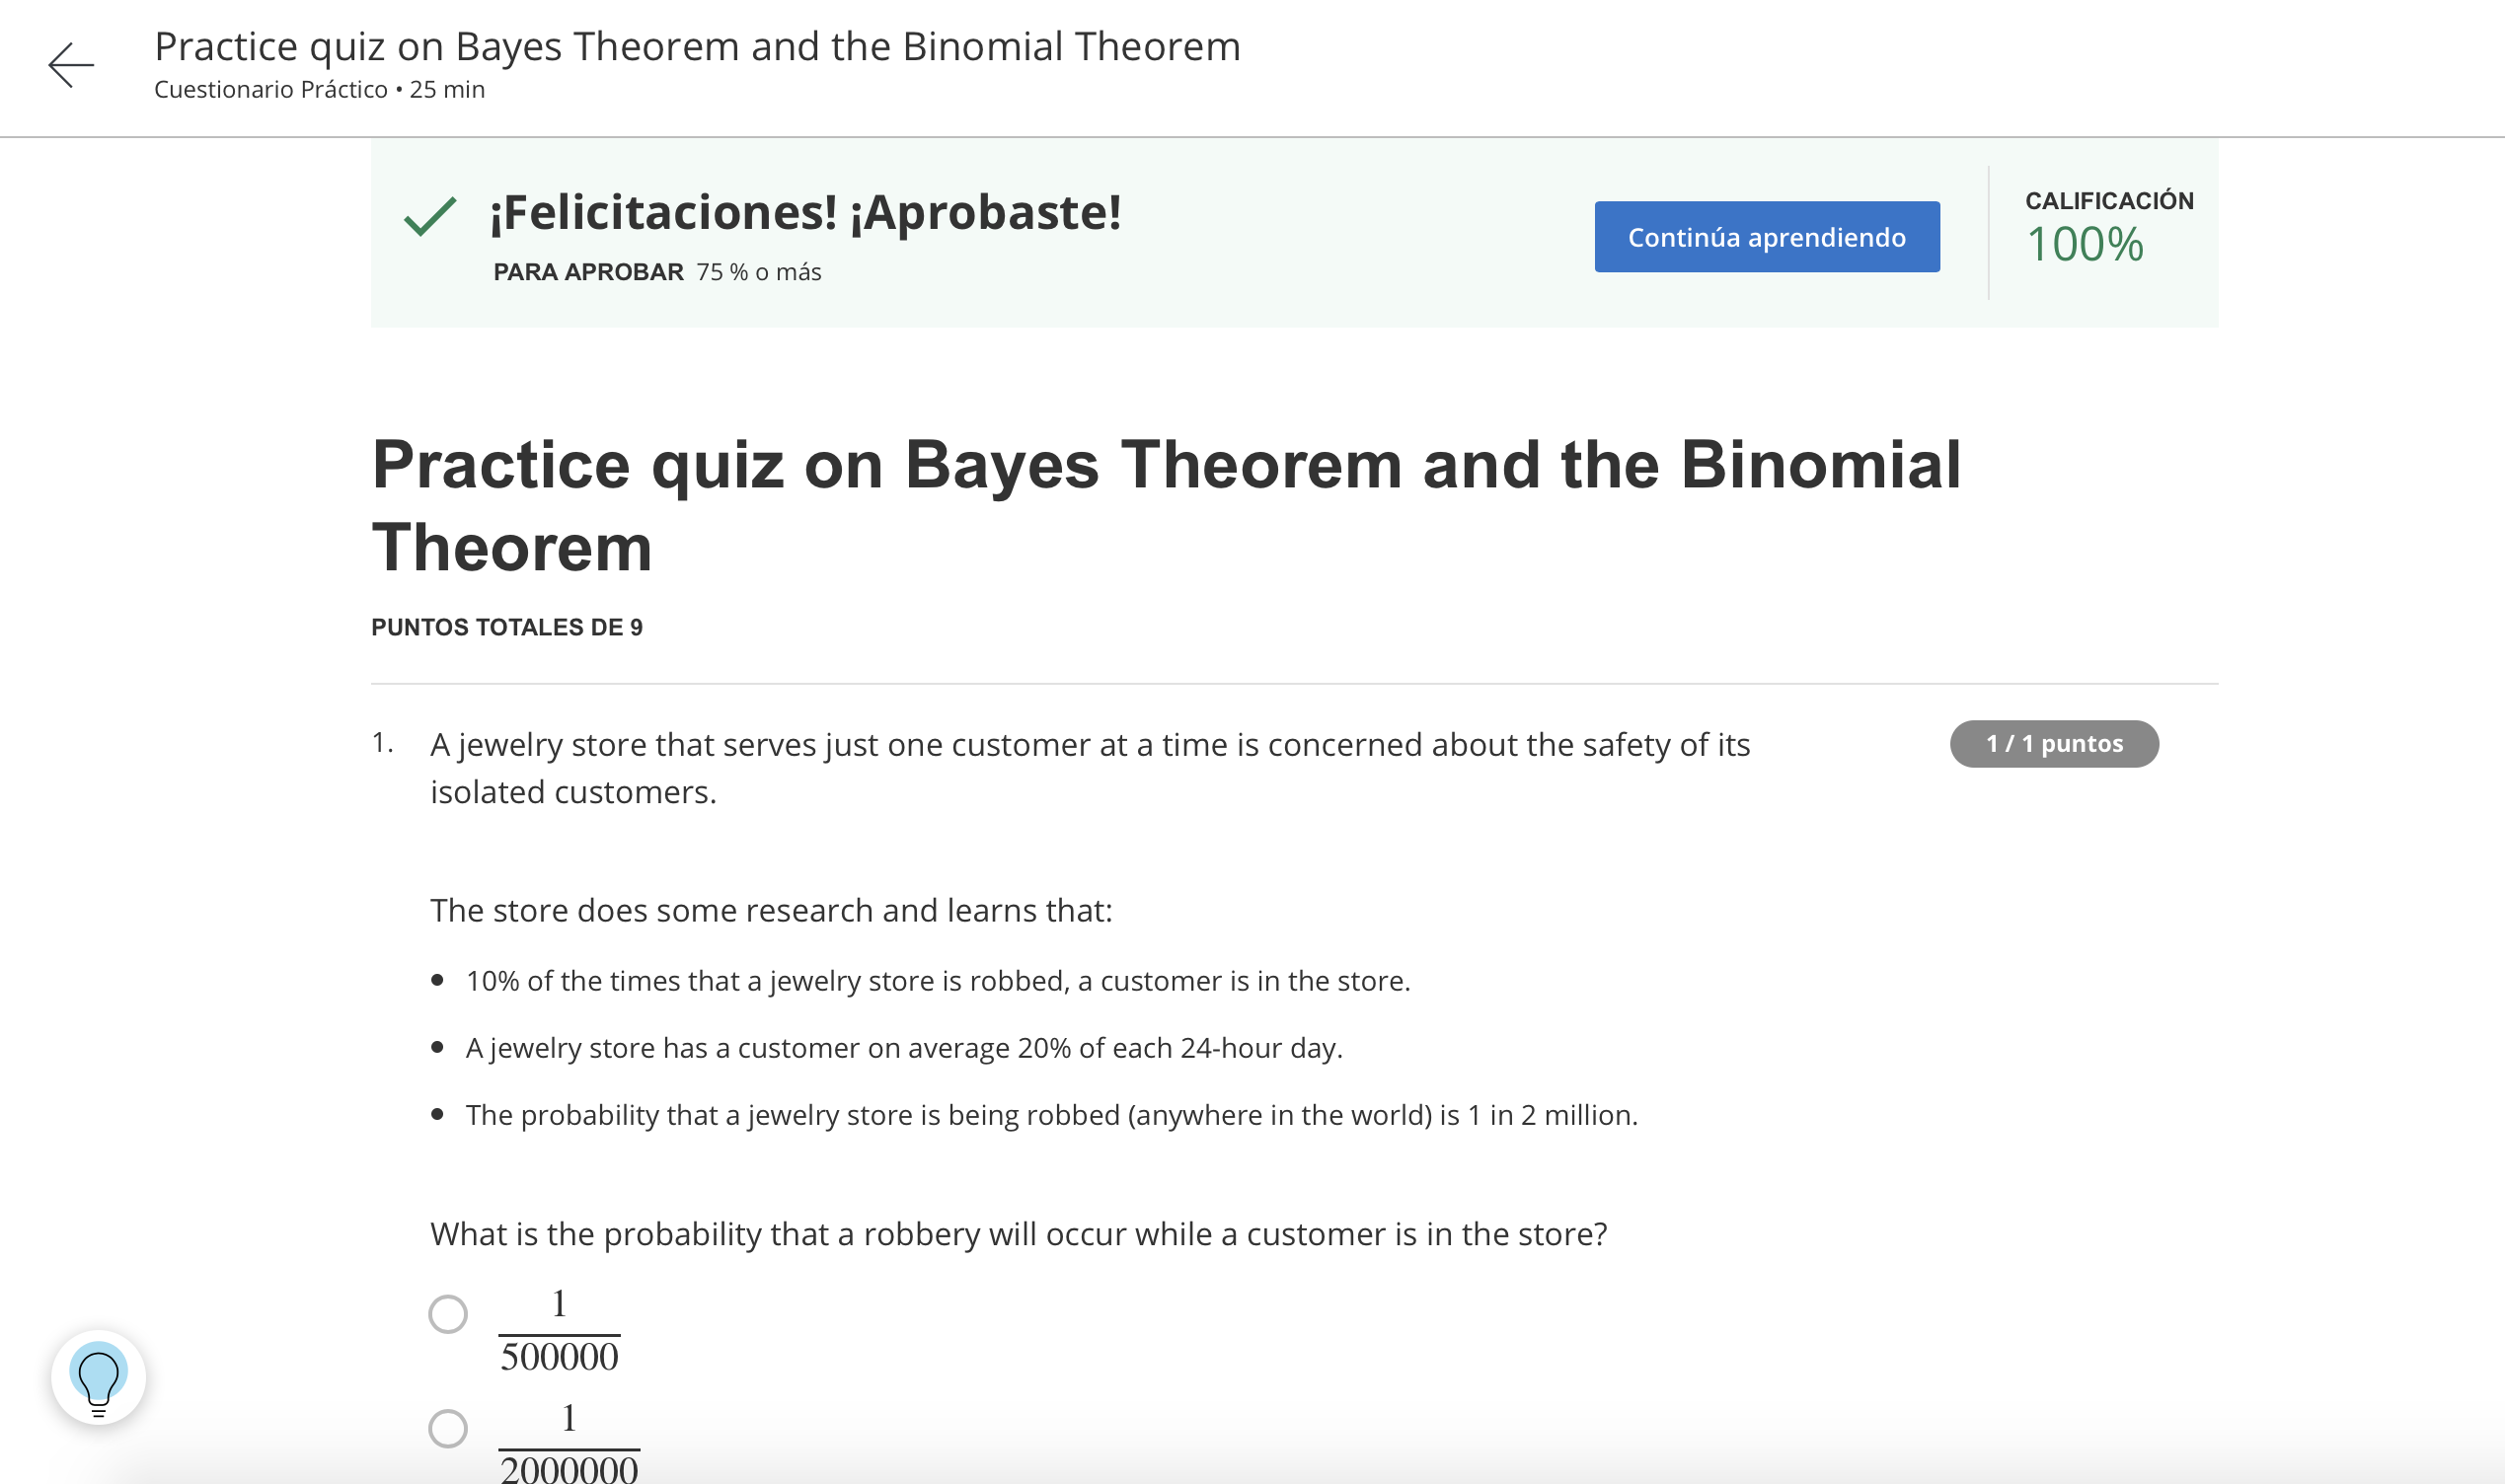 Practice quiz on Bayes Theorem and the Binomial Theorem
Cuestionario Práctico • 25 min
¡Felicitaciones! ¡Aprobaste!
PARA APROBAR 75 % o más
Continúa aprendiendo
CALIFICACIÓN
100%
Practice quiz on Bayes Theorem and the Binomial
Theorem
PUNTOS TOTALES DE 9
1. A jewelry store that serves just one customer at a time is concerned about the safety of its
isolated customers.
1 / 1 puntos
The store does some research and learns that:
• 10% of the times that a jewelry store is robbed, a customer is in the store.
• A jewelry store has a customer on average 20% of each 24-hour day.
• The probability that a jewelry store is being robbed (anywhere in the world) is 1 in 2 million.
What is the probability that a robbery will occur while a customer is in the store?
1
500000
1
2000000